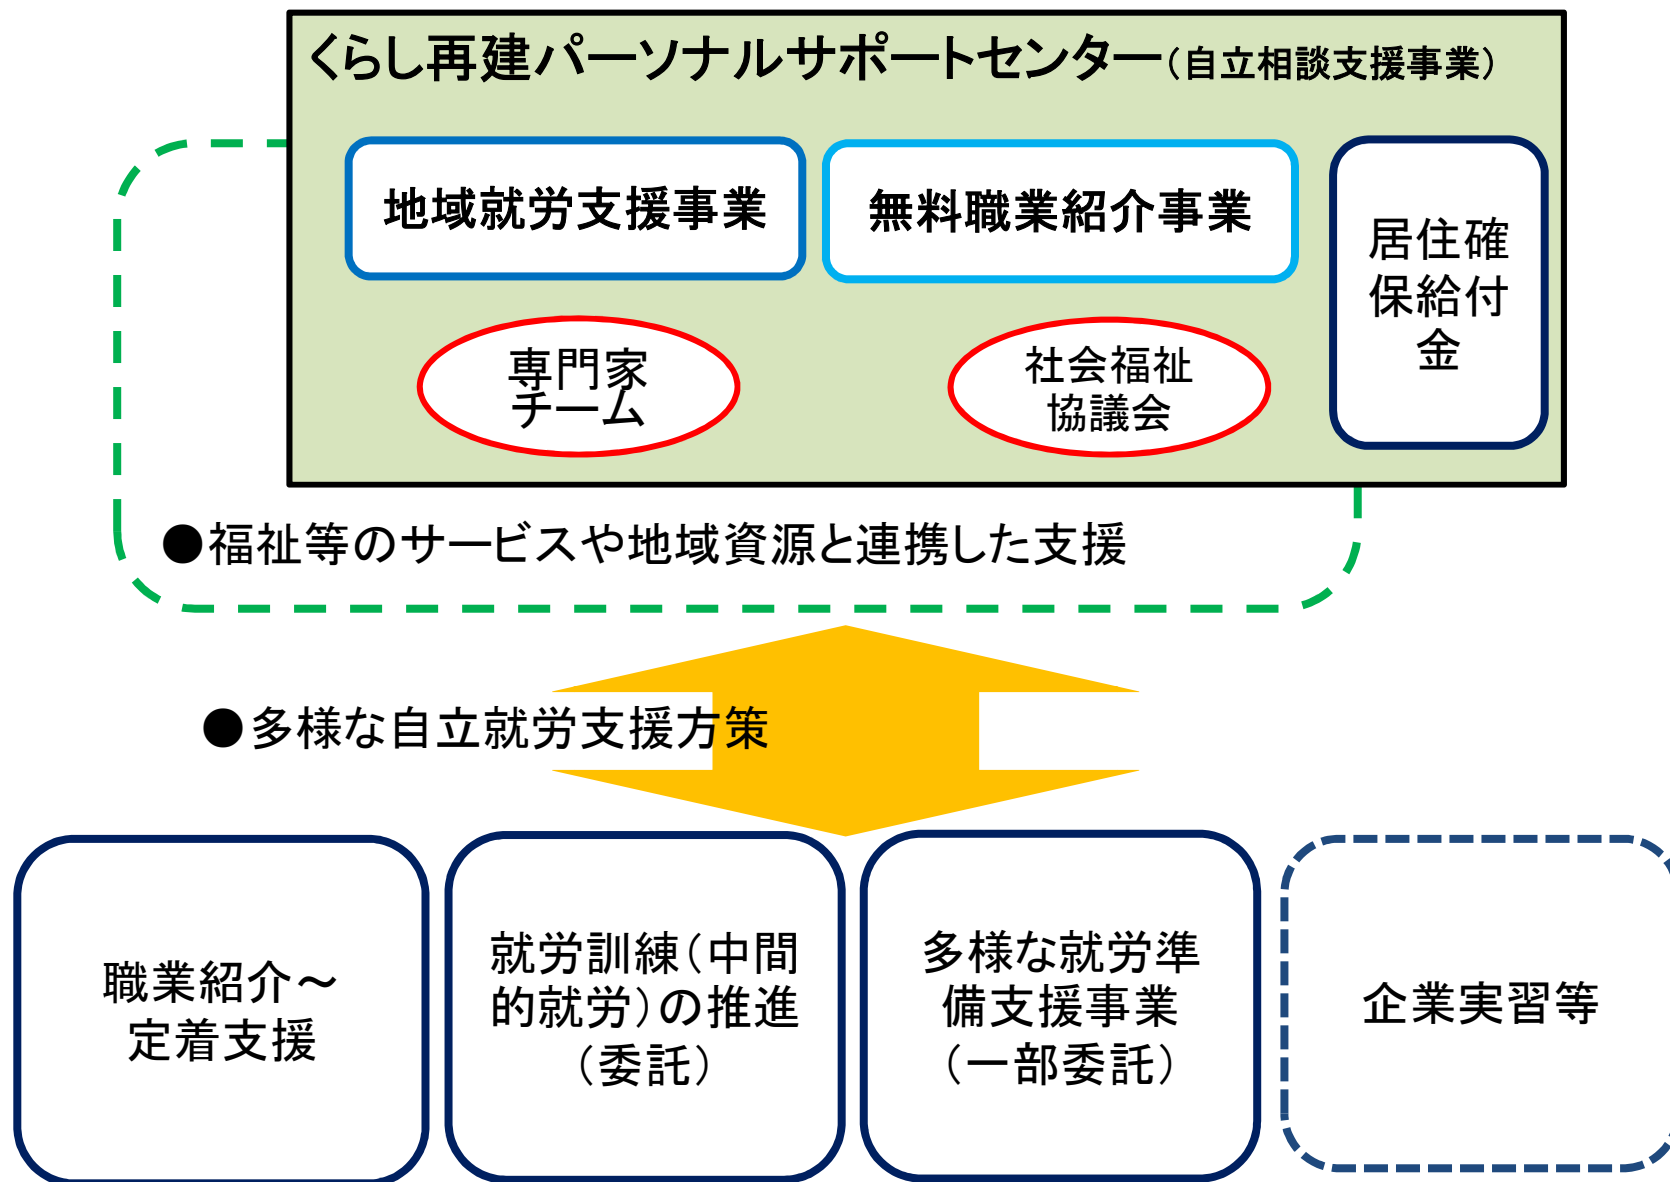 くらし再建パーソナルサポートセンター（自立相談支援事業）
地域就労支援事業
無料職業紹介事業
居住確
保給付
金
専門家
チーム
社会福祉
協議会
●福祉等のサービスや地域資源と連携した支援
●多様な自立就労支援方策
職業紹介～
定着支援
就労訓練（中間
的就労）の推進
（委託）
多様な就労準
備支援事業
（一部委託）
企業実習等